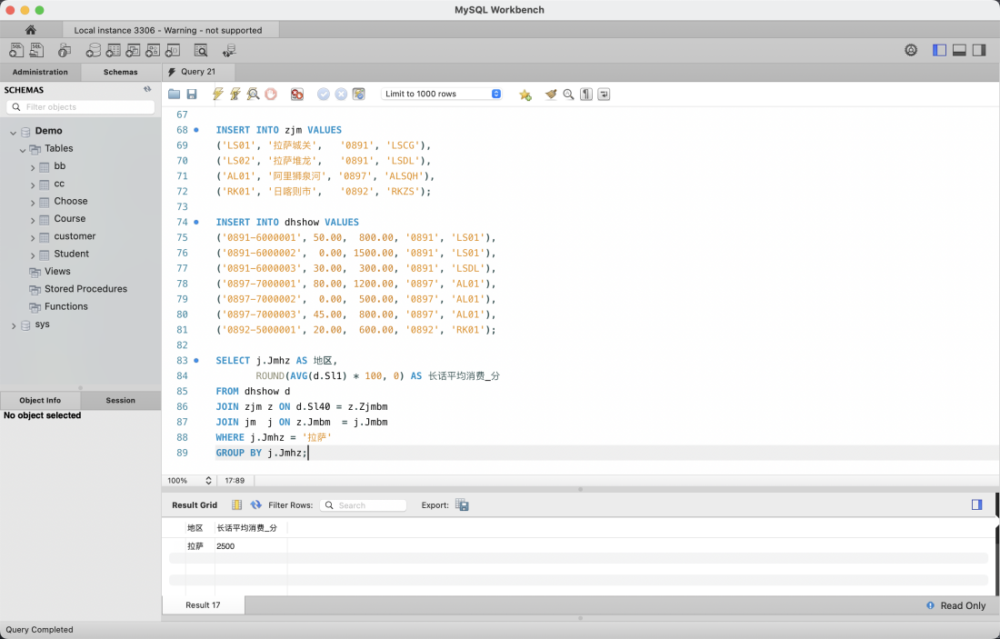 MySQL Workbench
Local instance 3306 - Warning - not supported
SQL SQL
Administration Schemas Query 21
SCHEMAS
Filter objects
Limit to 1000 rows
Demo
Tables
bb
cc
Choose
Course
customer
Student
Views
Stored Procedures
Functions
sys
Object Info Session
No object selected
67
68 INSERT INTO zjm VALUES
69 ('LS01', '拉萨城关', '0891', 'LSCG'),
70 ('LS02', '拉萨堆龙', '0891', 'LSDL'),
71 ('AL01', '阿里狮泉河', '0897', 'ALSQH'),
72 ('RK01', '日喀则市', '0892', 'RKZS');
73
74 INSERT INTO dhshow VALUES
75 ('0891-6000001', 50.00, 800.00, '0891', 'LS01'),
76 ('0891-6000002', 0.00, 1500.00, '0891', 'LS01'),
77 ('0891-6000003', 30.00, 300.00, '0891', 'LSDL'),
78 ('0897-7000001', 80.00, 1200.00, '0897', 'AL01'),
79 ('0897-7000002', 0.00, 500.00, '0897', 'AL01'),
80 ('0897-7000003', 45.00, 800.00, '0897', 'AL01'),
81 ('0892-5000001', 20.00, 600.00, '0892', 'RK01');
82
83 SELECT j.Jmhz AS 地区,
84 ROUND(AVG(d.Sl1) * 100, 0) AS 长话平均消费_分
85 FROM dhshow d
86 JOIN zjm z ON d.Sl40 = z.Zjmbm
87 JOIN jm j ON z.Jmbm = j.Jmbm
88 WHERE j.Jmhz = '拉萨'
89 GROUP BY j.Jmhz;
100% 17:89
Result Grid Filter Rows: Search Export:
地区 长话平均消费_分
拉萨 2500
Result 17 Read Only
Query Completed